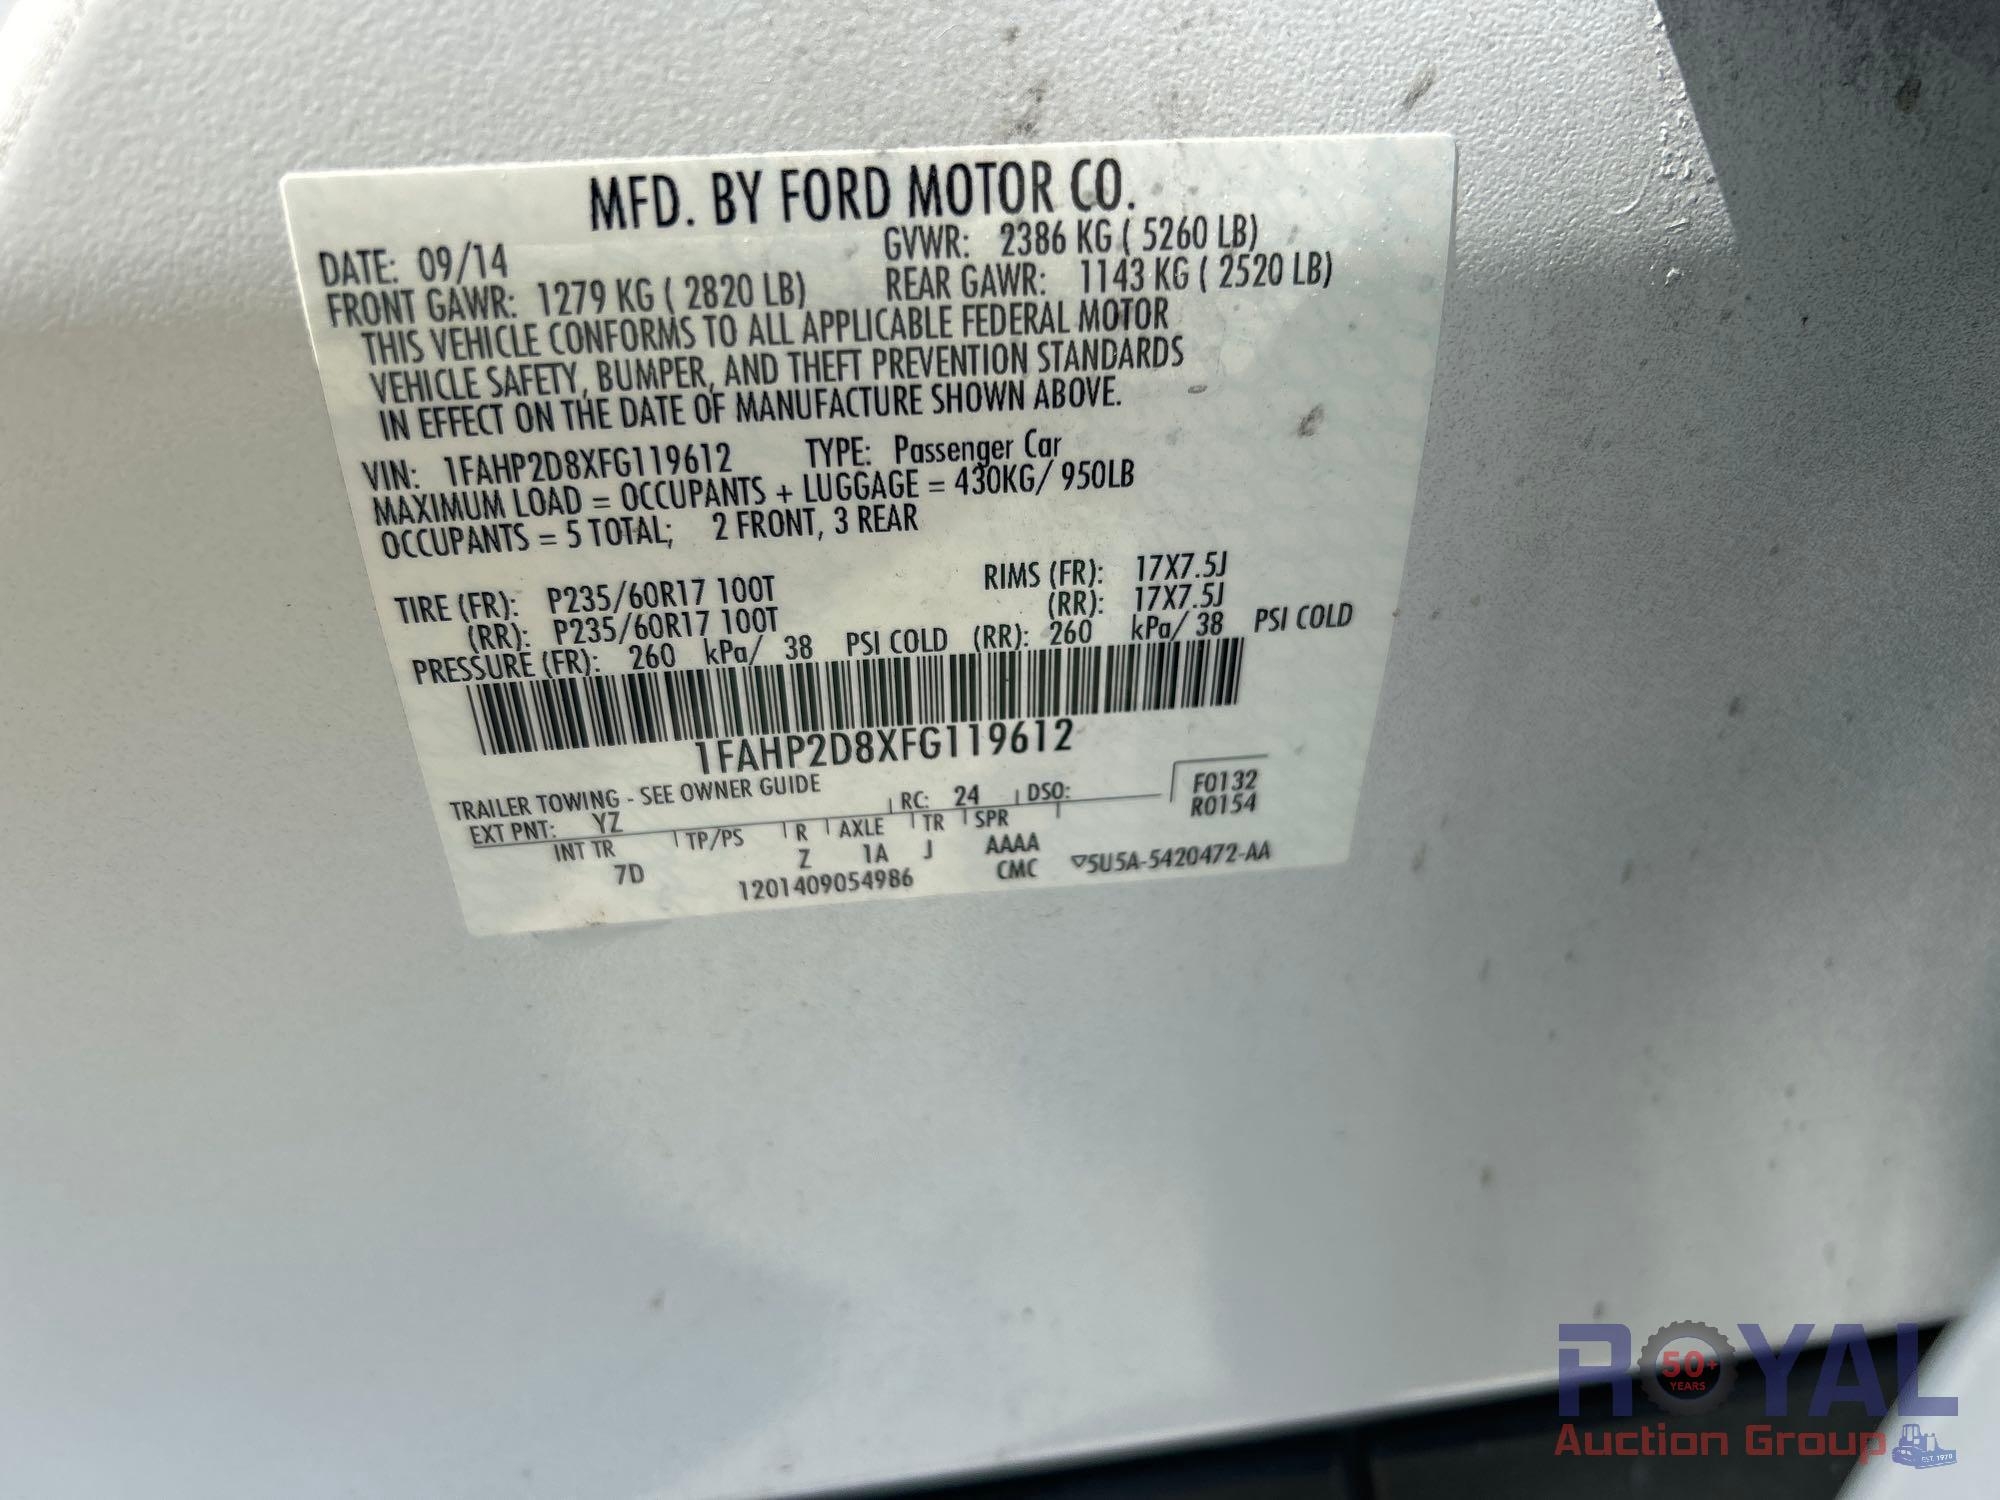 MFD. BY FORD MOTOR CO.
DATE: 09/14 GVWR: 2386 KG ( 5260 LB)
FRONT GAWR: 1279 KG ( 2820 LB) REAR GAWR: 1143 KG ( 2520 LB)
THIS VEHICLE CONFORMS TO ALL APPLICABLE FEDERAL MOTOR
VEHICLE SAFETY, BUMPER, AND THEFT PREVENTION STANDARDS
IN EFFECT ON THE DATE OF MANUFACTURE SHOWN ABOVE.
VIN: 1FAHP2D8XFG119612 TYPE: Passenger Car
MAXIMUM LOAD = OCCUPANTS + LUGGAGE = 430KG/ 950LB
OCCUPANTS = 5 TOTAL; 2 FRONT, 3 REAR
TIRE (FR): P235/60R17 100T RIMS (FR): 17X7.5J
(RR): P235/60R17 100T (RR): 17X7.5J
PRESSURE (FR): 260 kPa/ 38 PSI COLD (RR): 260 kPa/ 38 PSI COLD
1FAHP2D8XFG119612
TRAILER TOWING - SEE OWNER GUIDE
EXT PNT: YZ RC: 24 DSO: F0132
R0154
INT TR TP/PS R AXLE TR SPR
7D Z 1A J AAAA
1201409054986 CMC ▽5U5A-5420472-AA
ROYAL
50+
YEARS
Auction Group
EST. 1970